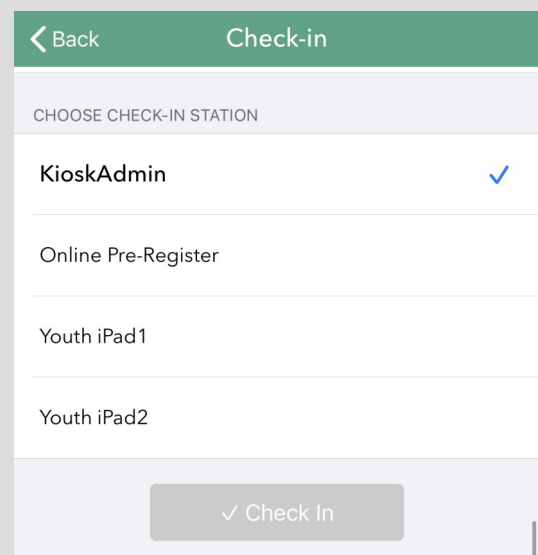 Back
Check-in
CHOOSE CHECK-IN STATION
KioskAdmin
Online Pre-Register
Youth iPad1
Youth iPad2
✓ Check In